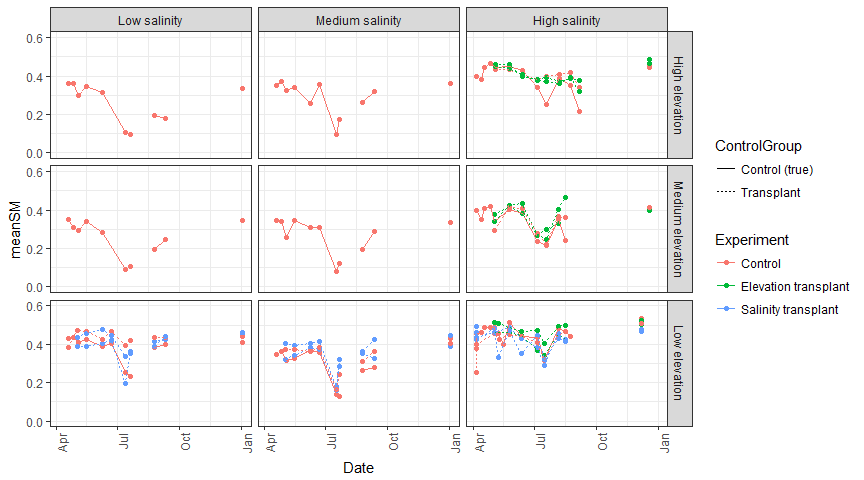 Low salinity Medium salinity High salinity
0.6
0.4
0.2
0.0
High elevation
0.6
0.4
0.2
0.0
Medium elevation
0.6
0.4
0.2
0.0
Low elevation
meanSM
Apr Jul Oct Jan Apr Jul Oct Jan Apr Jul Oct Jan
Date
ControlGroup
Control (true)
Transplant
Experiment
Control
Elevation transplant
Salinity transplant